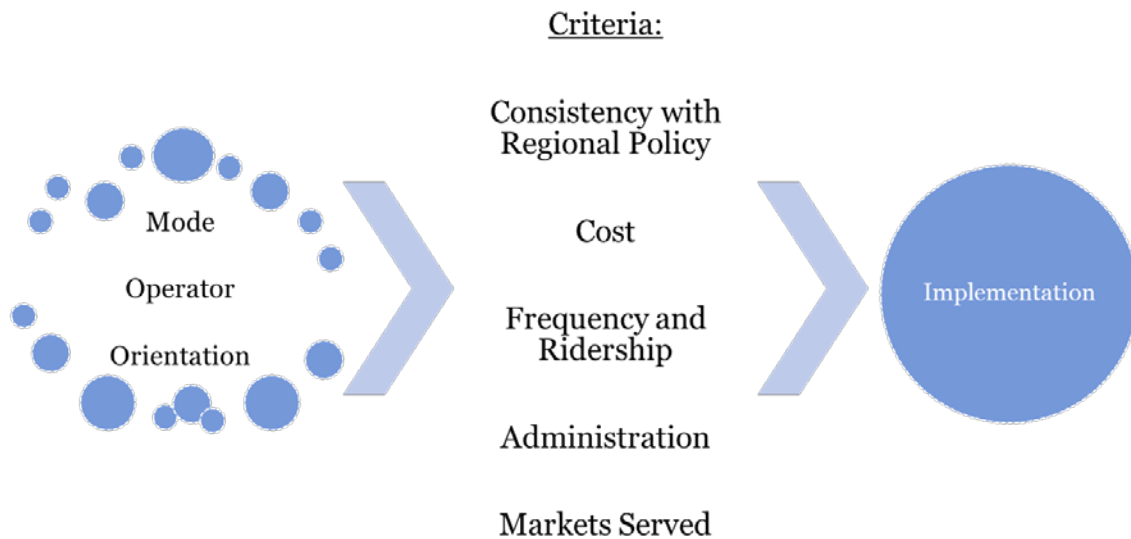 Mode
Operator
Orientation
Criteria:
Consistency with
Regional Policy
Cost
Frequency and
Ridership
Administration
Markets Served
Implementation